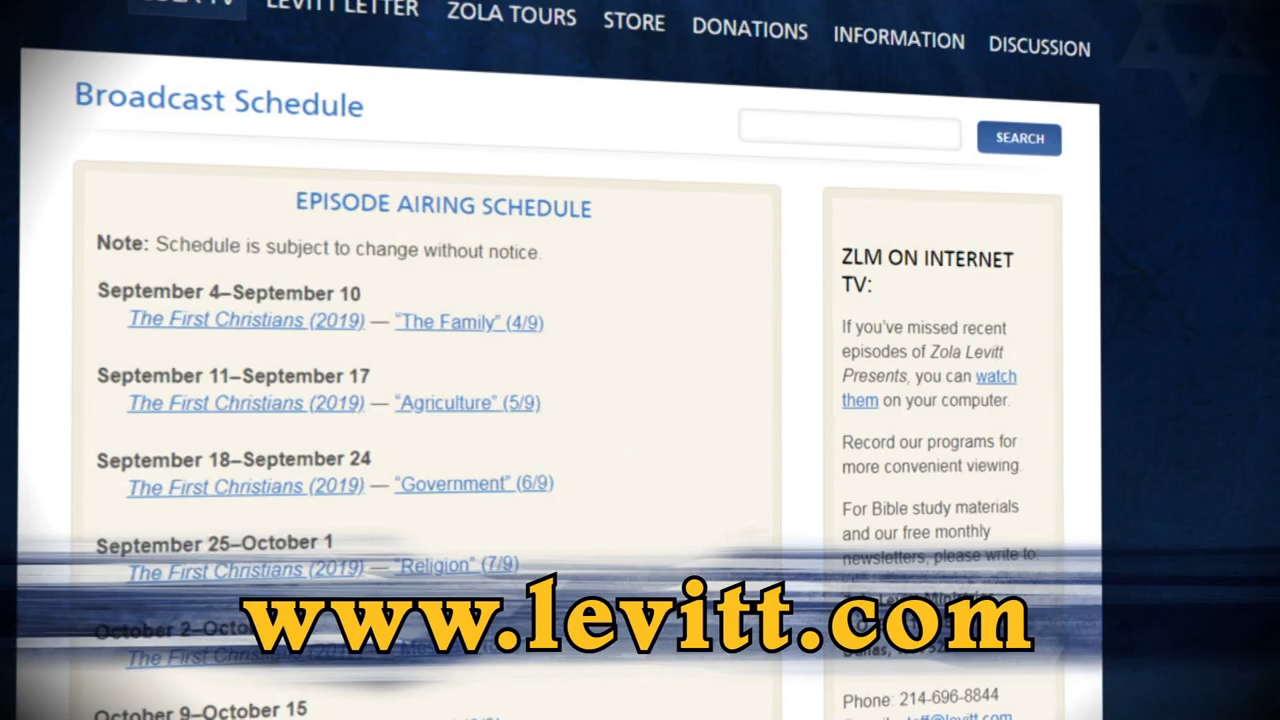 LEVITT LETTER ZOLA TOURS STORE DONATIONS INFORMATION DISCUSSION
Broadcast Schedule
SEARCH
EPISODE AIRING SCHEDULE
Note: Schedule is subject to change without notice.
September 4–September 10
The First Christians (2019) — “The Family” (4/9)
September 11–September 17
The First Christians (2019) — “Agriculture” (5/9)
September 18–September 24
The First Christians (2019) — “Government” (6/9)
September 25–October 1
The First Christians (2019) — “Religion” (7/9)
October 2–
The First Christians
October 9–October 15
ZLM ON INTERNET
TV:
If you’ve missed recent
episodes of Zola Levitt
Presents, you can watch
them on your computer.
Record our programs for
more convenient viewing.
For Bible study materials
and our free monthly
newsletters, please write to
Dallas,
Phone: 214-696-8844
www.levitt.com